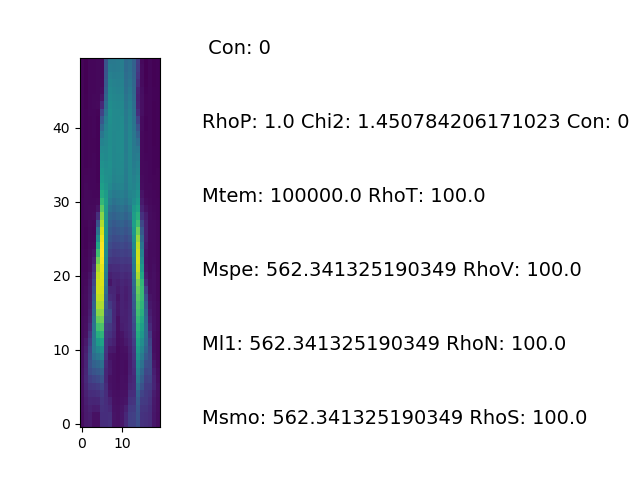 Con: 0
RhoP: 1.0 Chi2: 1.450784206171023 Con: 0
40
Mtem: 100000.0 RhoT: 100.0
30
Mspe: 562.341325190349 RhoV: 100.0
20
Ml1: 562.341325190349 RhoN: 100.0
10
Msmo: 562.341325190349 RhoS: 100.0
0
0 10